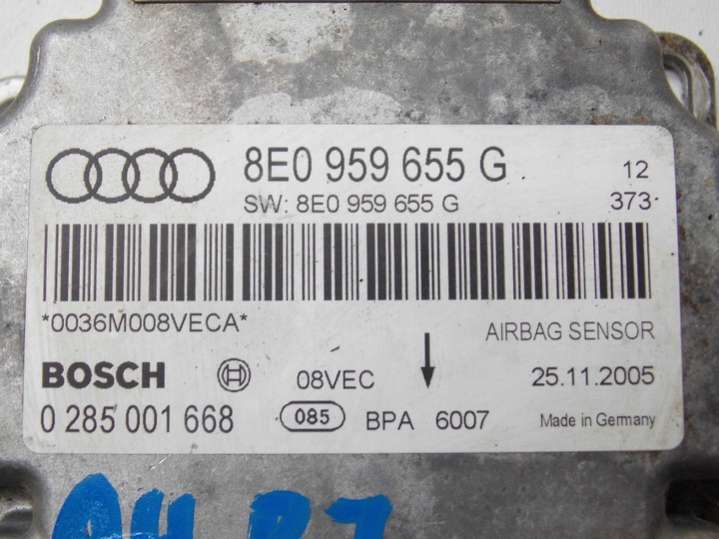 8E0 959 655 G 12
SW: 8E0 959 655 G 373
*0036M008VECA*
AIRBAG SENSOR
BOSCH 08VEC 25.11.2005
0 285 001 668 085 BPA 6007 Made in Germany